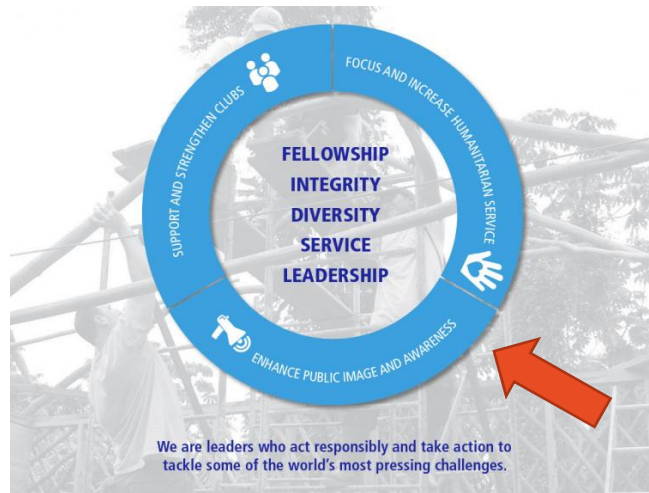 SUPPORT AND STRENGTHEN CLUBS
FOCUS AND INCREASE HUMANITARIAN SERVICE
FELLOWSHIP
INTEGRITY
DIVERSITY
SERVICE
LEADERSHIP
ENHANCE PUBLIC IMAGE AND AWARENESS
We are leaders who act responsibly and take action to
tackle some of the world's most pressing challenges.